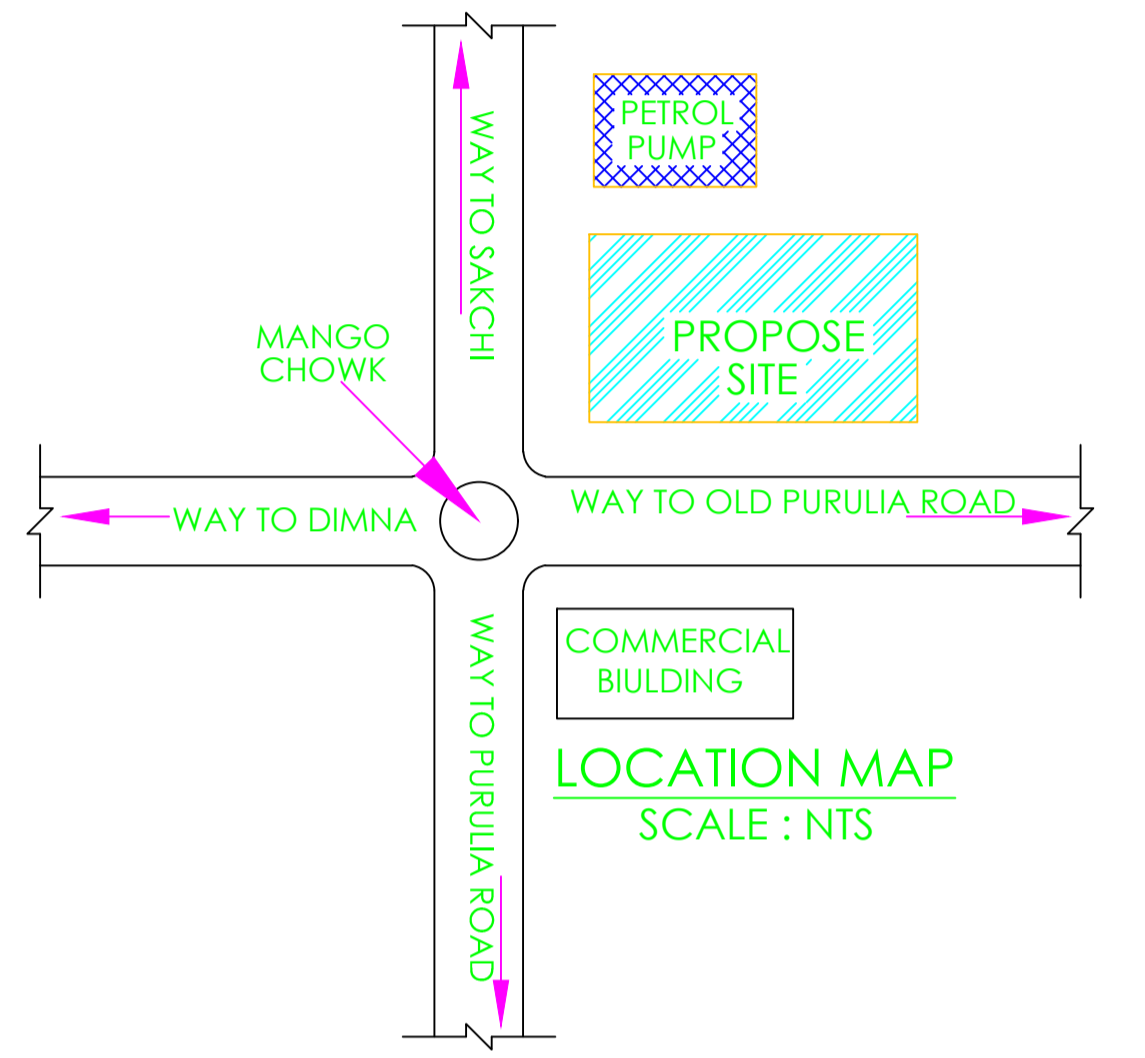 PETROL
PUMP
WAY TO SAKCHI
PROPOSE
SITE
MANGO
CHOWK
WAY TO OLD PURULIA ROAD
WAY TO DIMNA
COMMERCIAL
BIULDING
WAY TO PURULIA ROAD
LOCATION MAP
SCALE : NTS